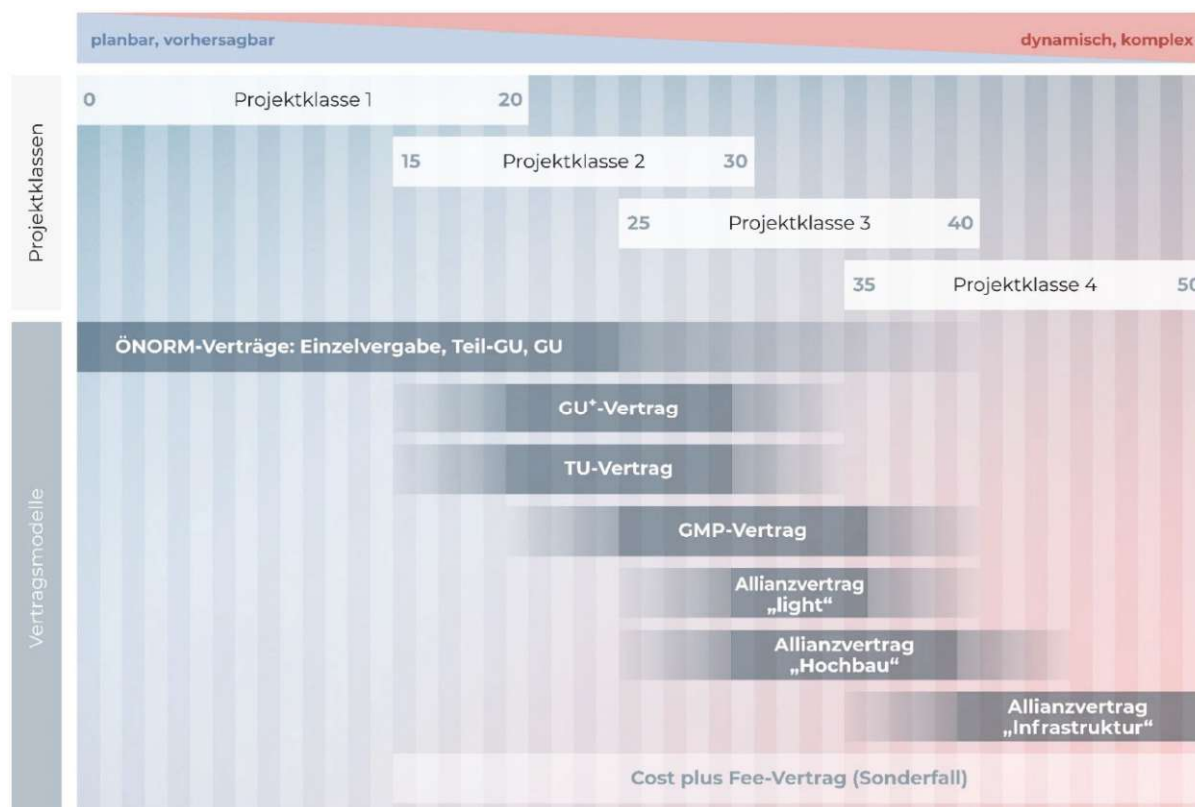 planbar, vorhersagbar
dynamisch, komplex
Projektklassen
0 Projektklasse 1 20
15 Projektklasse 2 30
25 Projektklasse 3 40
35 Projektklasse 4 50
Vertragsmodelle
ÖNORM-Verträge: Einzelvergabe, Teil-GU, GU
GU⁺-Vertrag
TU-Vertrag
GMP-Vertrag
Allianzvertrag
„light“
Allianzvertrag
„Hochbau“
Allianzvertrag
„Infrastruktur“
Cost plus Fee-Vertrag (Sonderfall)